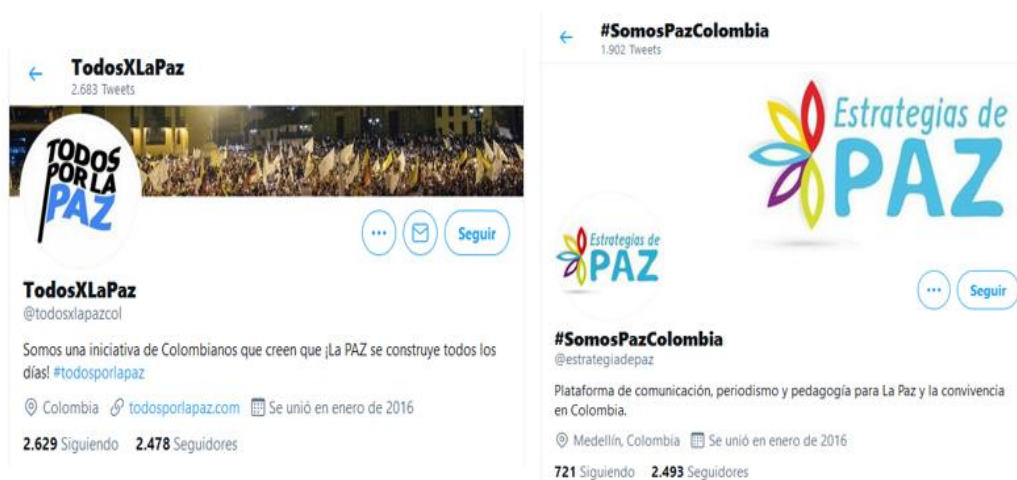 TodosXLaPaz
2.683 Tweets
TODOS
POR LA
PAZ
Seguir
TodosXLaPaz
@todosxlapazcol
Somos una iniciativa de Colombianos que creen que ¡La PAZ se construye todos los
días! #todosporlapaz
Colombia todosporlapaz.com Se unió en enero de 2016
2.629 Siguiendo 2.478 Seguidores
#SomosPazColombia
1.902 Tweets
Estrategias de
PAZ
Estrategias de
PAZ
Seguir
#SomosPazColombia
@estrategiadepaz
Plataforma de comunicación, periodismo y pedagogía para La Paz y la convivencia
en Colombia.
Medellín, Colombia Se unió en enero de 2016
721 Siguiendo 2.493 Seguidores